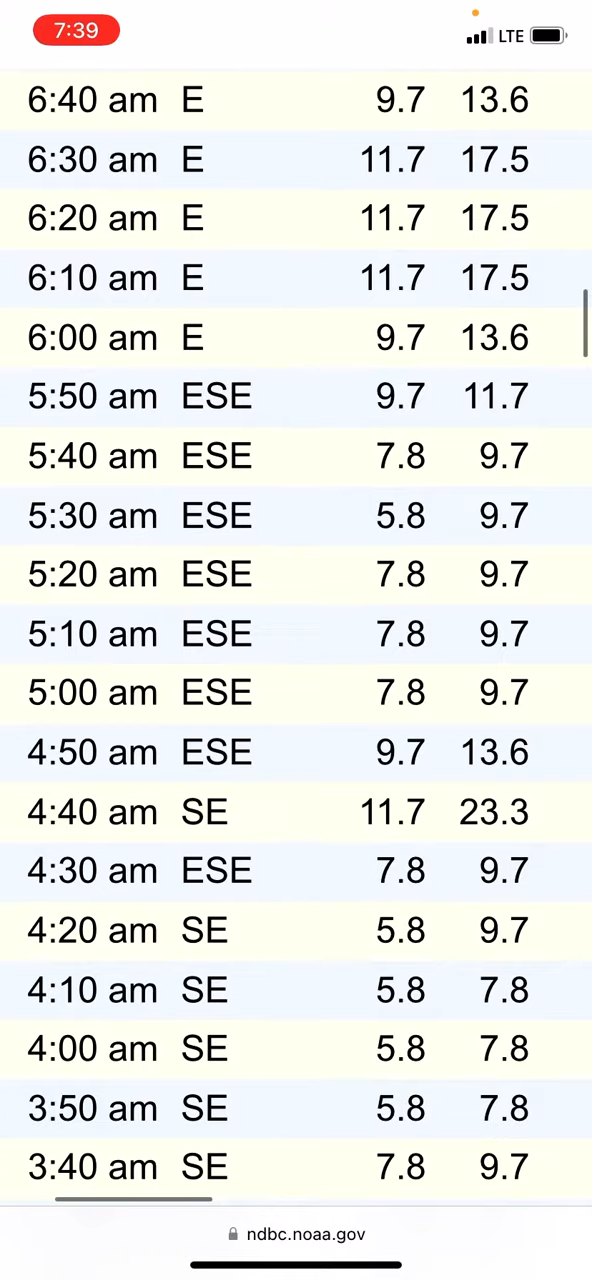 7:39 LTE
6:40 am E 9.7 13.6
6:30 am E 11.7 17.5
6:20 am E 11.7 17.5
6:10 am E 11.7 17.5
6:00 am E 9.7 13.6
5:50 am ESE 9.7 11.7
5:40 am ESE 7.8 9.7
5:30 am ESE 5.8 9.7
5:20 am ESE 7.8 9.7
5:10 am ESE 7.8 9.7
5:00 am ESE 7.8 9.7
4:50 am ESE 9.7 13.6
4:40 am SE 11.7 23.3
4:30 am ESE 7.8 9.7
4:20 am SE 5.8 9.7
4:10 am SE 5.8 7.8
4:00 am SE 5.8 7.8
3:50 am SE 5.8 7.8
3:40 am SE 7.8 9.7
ndbc.noaa.gov